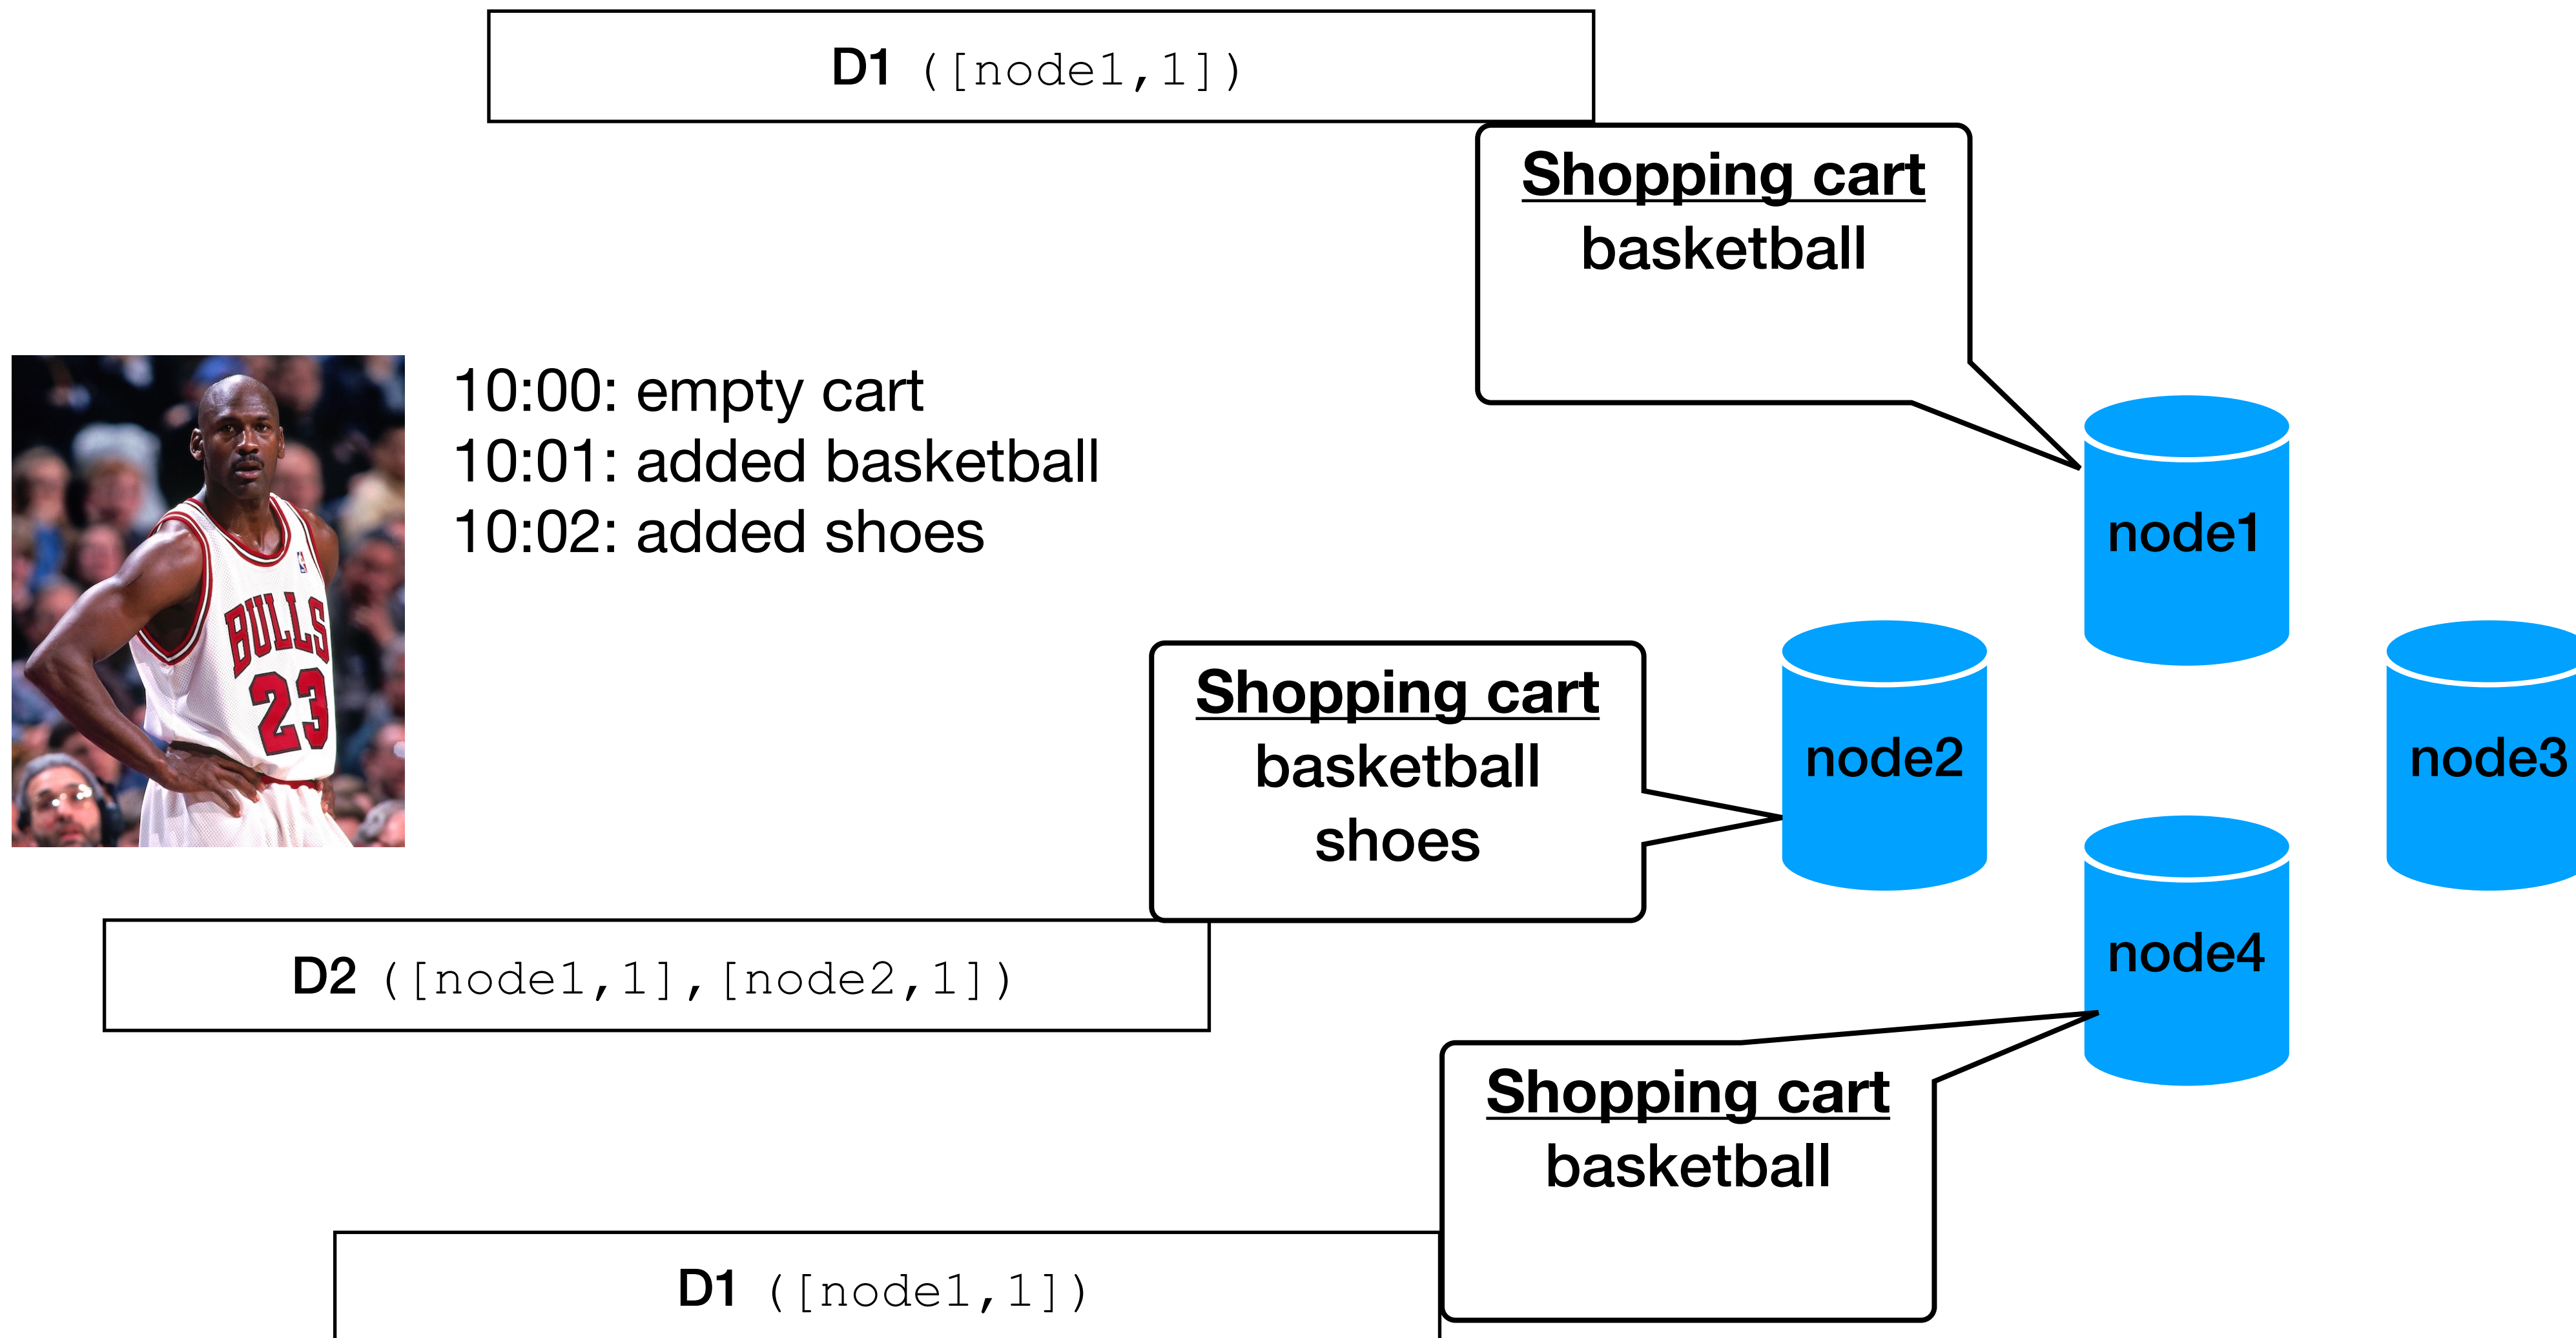 D1 ([node1,1])
Shopping cart
basketball
10:00: empty cart
10:01: added basketball
10:02: added shoes
BULLS
23
node1
Shopping cart
basketball
shoes
node2
node3
D2 ([node1,1],[node2,1])
node4
Shopping cart
basketball
D1 ([node1,1])